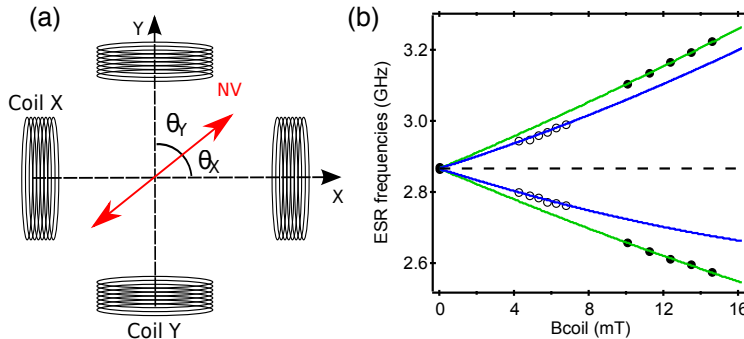 (a)
Y
NV
Coil X
θY
θX
X
Coil Y
(b)
ESR frequencies (GHz)
3.2
3.0
2.8
2.6
0
4
8
12
16
Bcoil (mT)